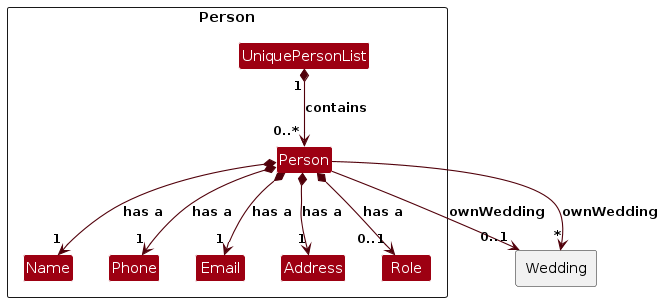 Person
UniquePersonList
1
contains
0..*
Person
has a
has a
has a
has a
has a
ownWedding
ownWedding
1
1
1
1
0..1
0..1
*
Name
Phone
Email
Address
Role
Wedding